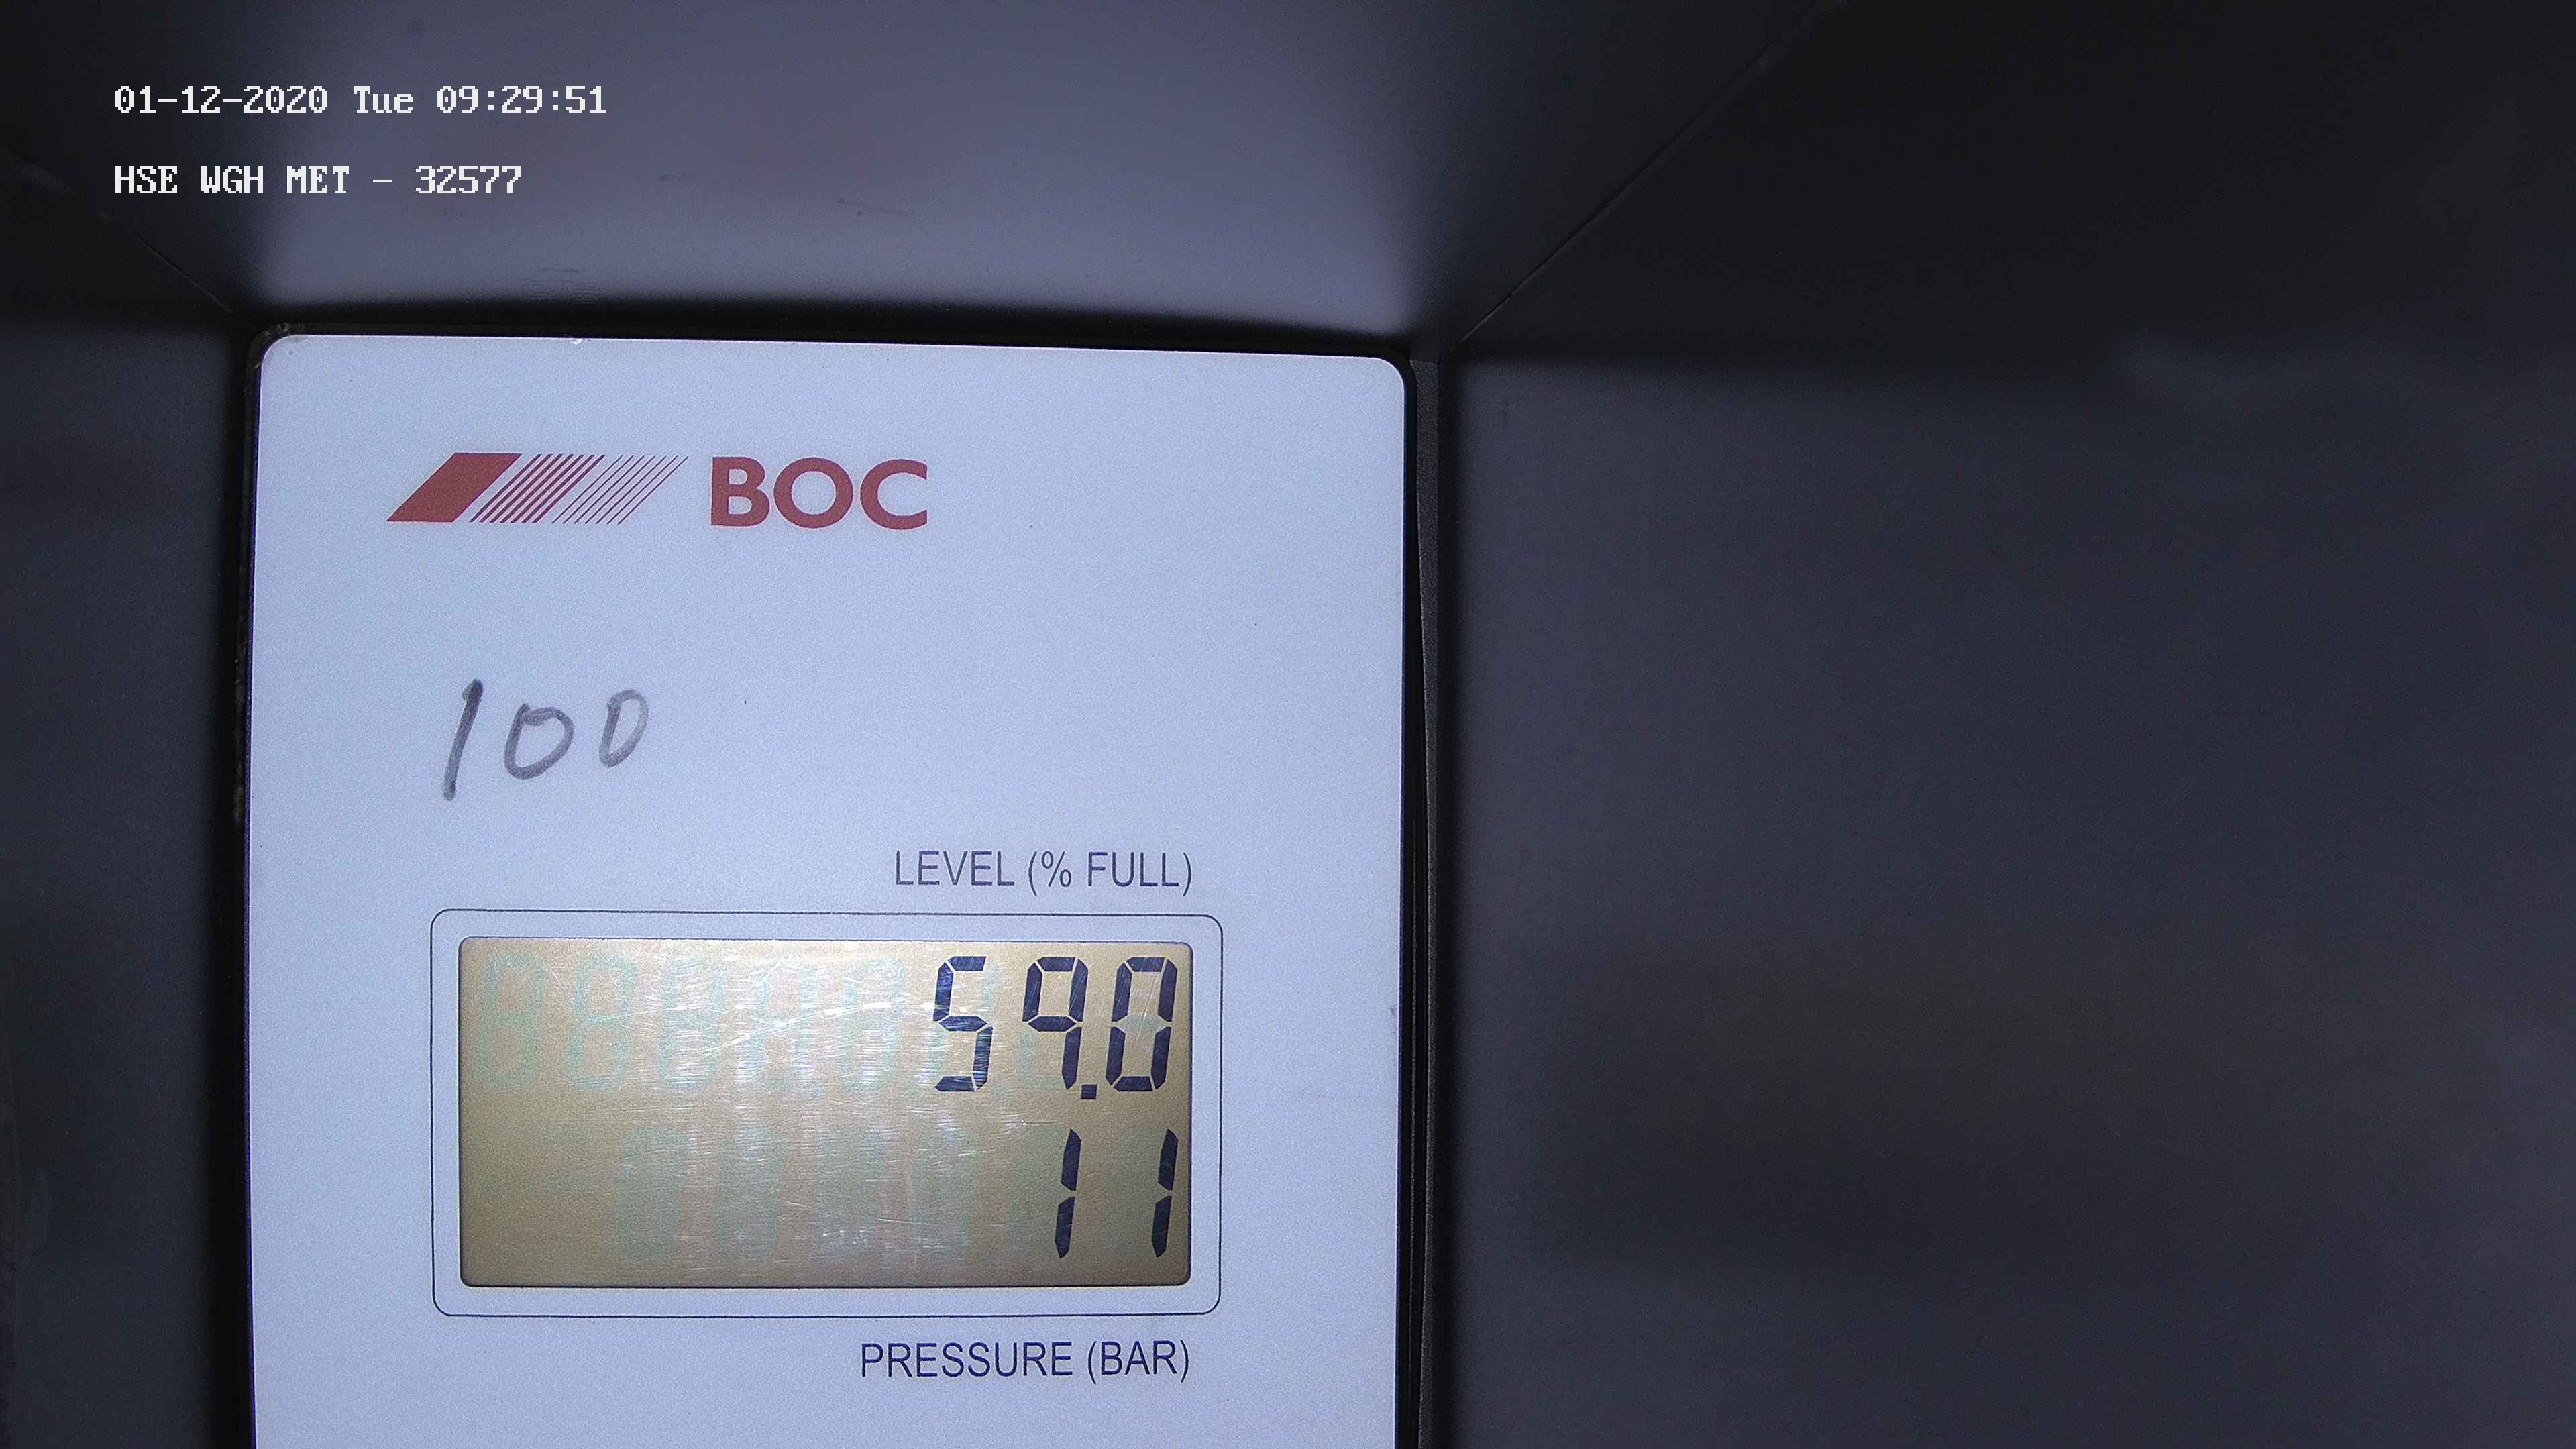 01-12-2020 Tue 09:29:51
HSE WGH MET - 32577
BOC
100
LEVEL (% FULL)
59.0
11
PRESSURE (BAR)